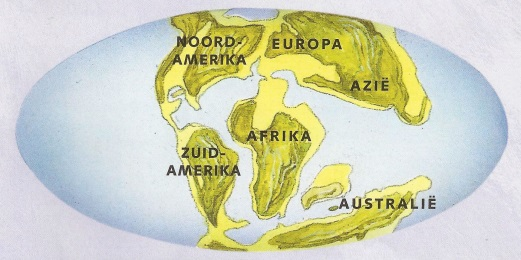 NOORD-
AMERIKA
EUROPA
AZIË
AFRIKA
ZUID-
AMERIKA
AUSTRALIË